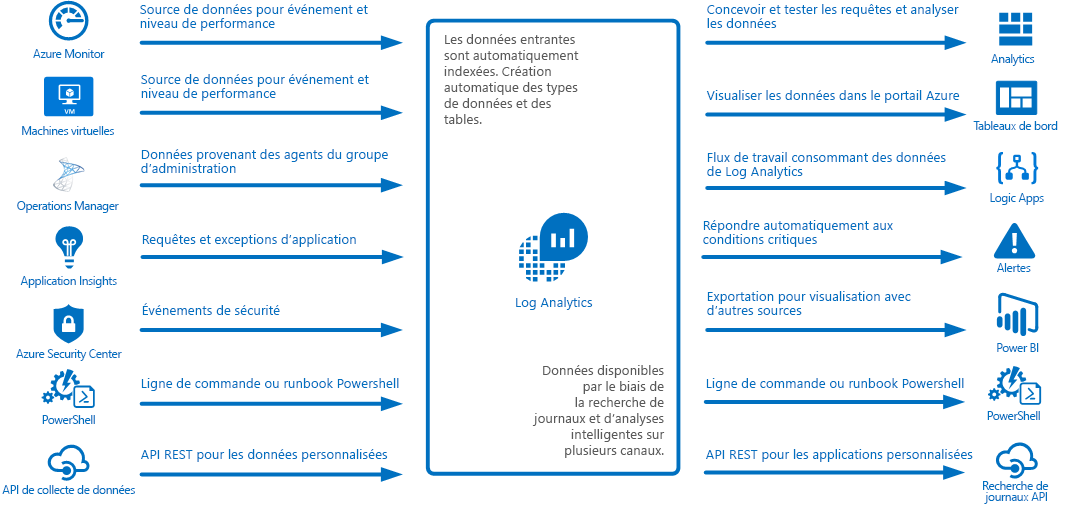 Source de données pour événement et
niveau de performance
Azure Monitor
Source de données pour événement et
niveau de performance
VM
Machines virtuelles
Données provenant des agents du groupe
d’administration
Operations Manager
Requêtes et exceptions d’application
Application Insights
Événements de sécurité
Azure Security Center
Ligne de commande ou runbook Powershell
PowerShell
API REST pour les données personnalisées
API de collecte de données
Les données entrantes
sont automatiquement
indexées. Création
automatique des types
de données et des
tables.
Log Analytics
Données disponibles
par le biais de
la recherche de
journaux et d’analyses
intelligentes sur
plusieurs canaux.
Concevoir et tester les requêtes et analyser
les données
Analytics
Visualiser les données dans le portail Azure
Tableaux de bord
Flux de travail consommant des données
de Log Analytics
Logic Apps
Répondre automatiquement aux
conditions critiques
Alertes
Exportation pour visualisation avec
d’autres sources
Power BI
Ligne de commande ou runbook Powershell
PowerShell
API REST pour les applications personnalisées
Recherche de
journaux API